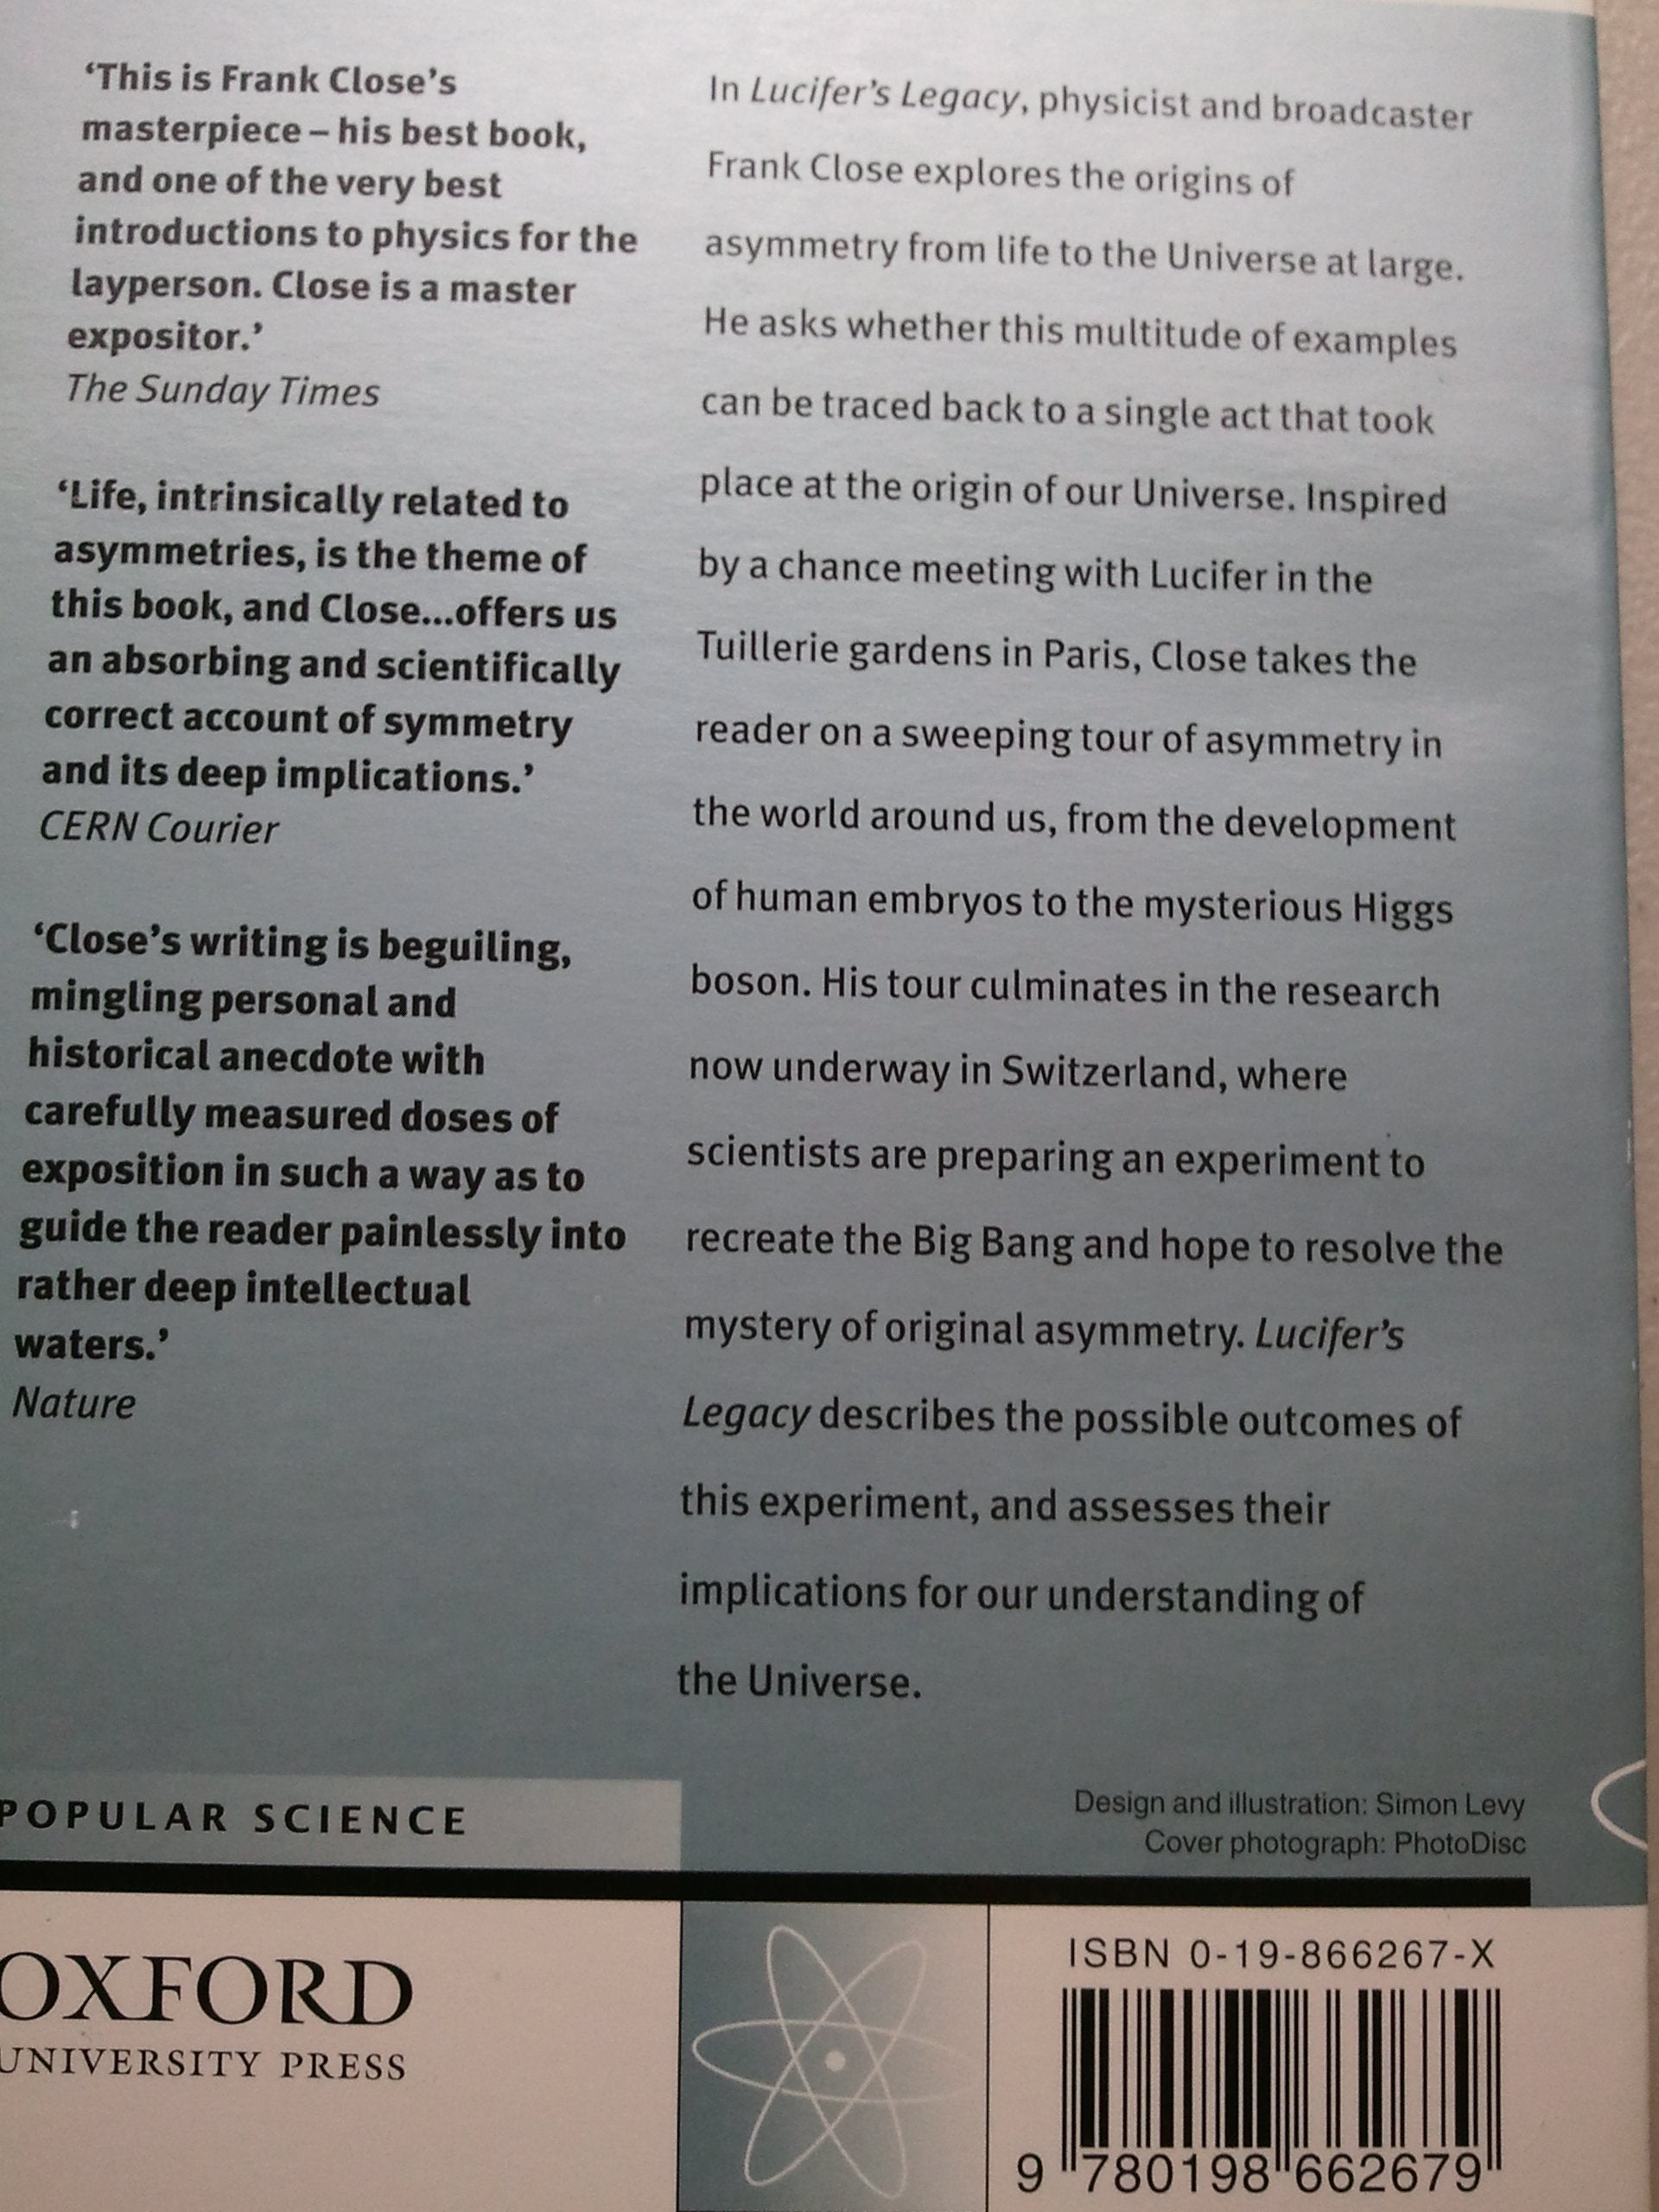 ‘This is Frank Close’s
masterpiece – his best book,
and one of the very best
introductions to physics for the
layperson. Close is a master
expositor.’
The Sunday Times
‘Life, intrinsically related to
asymmetries, is the theme of
this book, and Close...offers us
an absorbing and scientifically
correct account of symmetry
and its deep implications.’
CERN Courier
‘Close’s writing is beguiling,
mingling personal and
historical anecdote with
carefully measured doses of
exposition in such a way as to
guide the reader painlessly into
rather deep intellectual
waters.’
Nature
In Lucifer’s Legacy, physicist and broadcaster
Frank Close explores the origins of
asymmetry from life to the Universe at large.
He asks whether this multitude of examples
can be traced back to a single act that took
place at the origin of our Universe. Inspired
by a chance meeting with Lucifer in the
Tuillerie gardens in Paris, Close takes the
reader on a sweeping tour of asymmetry in
the world around us, from the development
of human embryos to the mysterious Higgs
boson. His tour culminates in the research
now underway in Switzerland, where
scientists are preparing an experiment to
recreate the Big Bang and hope to resolve the
mystery of original asymmetry. Lucifer’s
Legacy describes the possible outcomes of
this experiment, and assesses their
implications for our understanding of
the Universe.
POPULAR SCIENCE
Design and illustration: Simon Levy
Cover photograph: PhotoDisc
OXFORD
UNIVERSITY PRESS
ISBN 0-19-866267-X
9 780198 662679